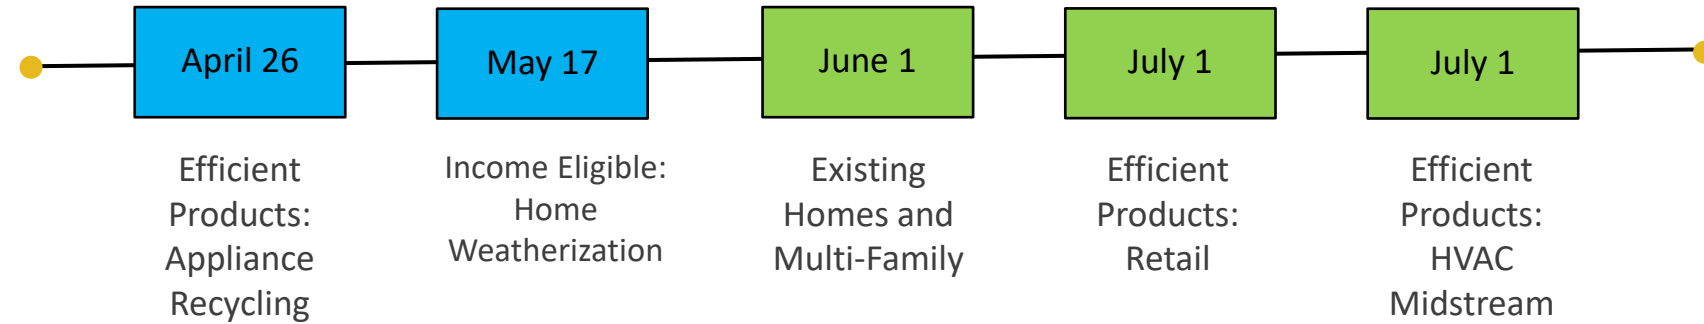 April 26
May 17
June 1
July 1
July 1
Efficient
Products:
Appliance
Recycling
Income Eligible:
Home
Weatherization
Existing
Homes and
Multi-Family
Efficient
Products:
Retail
Efficient
Products:
HVAC
Midstream